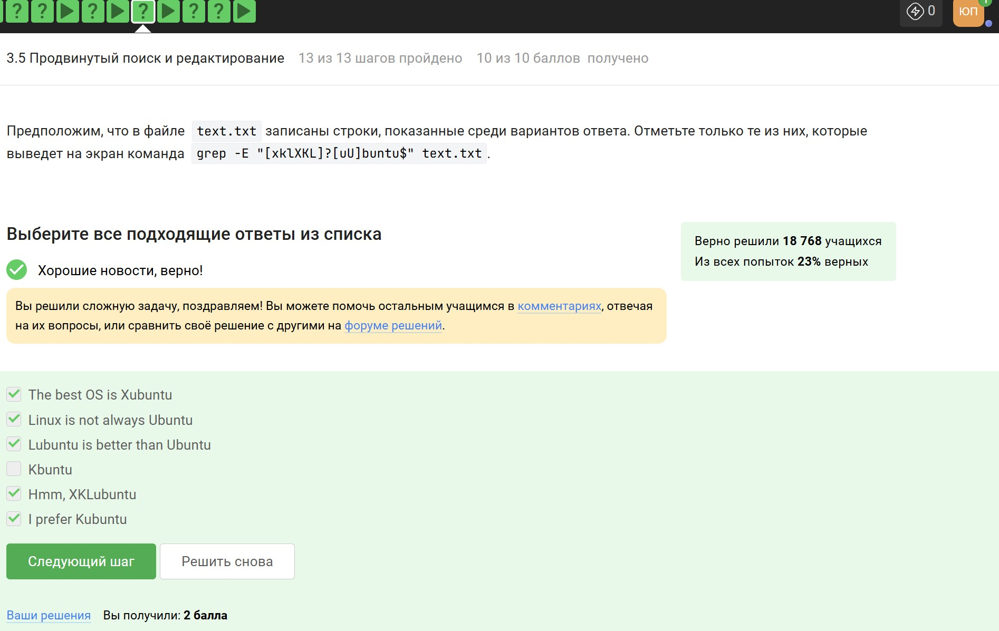 ? ? ? ? ? ? 0 ЮП
3.5 Продвинутый поиск и редактирование 13 из 13 шагов пройдено 10 из 10 баллов получено
Предположим, что в файле text.txt записаны строки, показанные среди вариантов ответа. Отметьте только те из них, которые
выведет на экран команда grep -E "[xklXKL]?[uU]buntu$" text.txt.
Выберите все подходящие ответы из списка
Верно решили 18 768 учащихся
Из всех попыток 23% верных
Хорошие новости, верно!
Вы решили сложную задачу, поздравляем! Вы можете помочь остальным учащимся в комментариях, отвечая
на их вопросы, или сравнить своё решение с другими на форуме решений.
The best OS is Xubuntu
Linux is not always Ubuntu
Lubuntu is better than Ubuntu
Kbuntu
Hmm, XKLubuntu
I prefer Kubuntu
Следующий шаг Решить снова
Ваши решения Вы получили: 2 балла